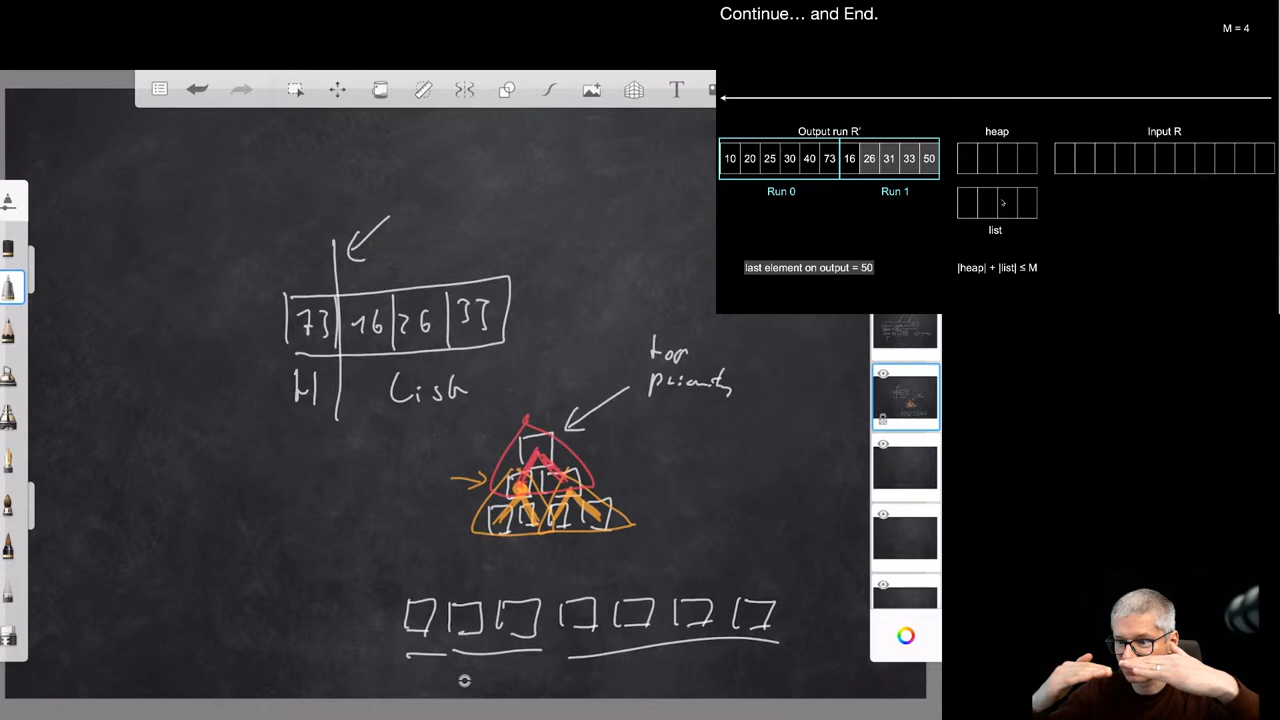 Continue... and End.
M = 4
Output run R'
heap
Input R
10 20 25 30 40 73 16 26 31 33 50
Run 0
Run 1
list
last element on output = 50
|heap| + |list| ≤ M
T
73 16 26 33
H
List
top
priority